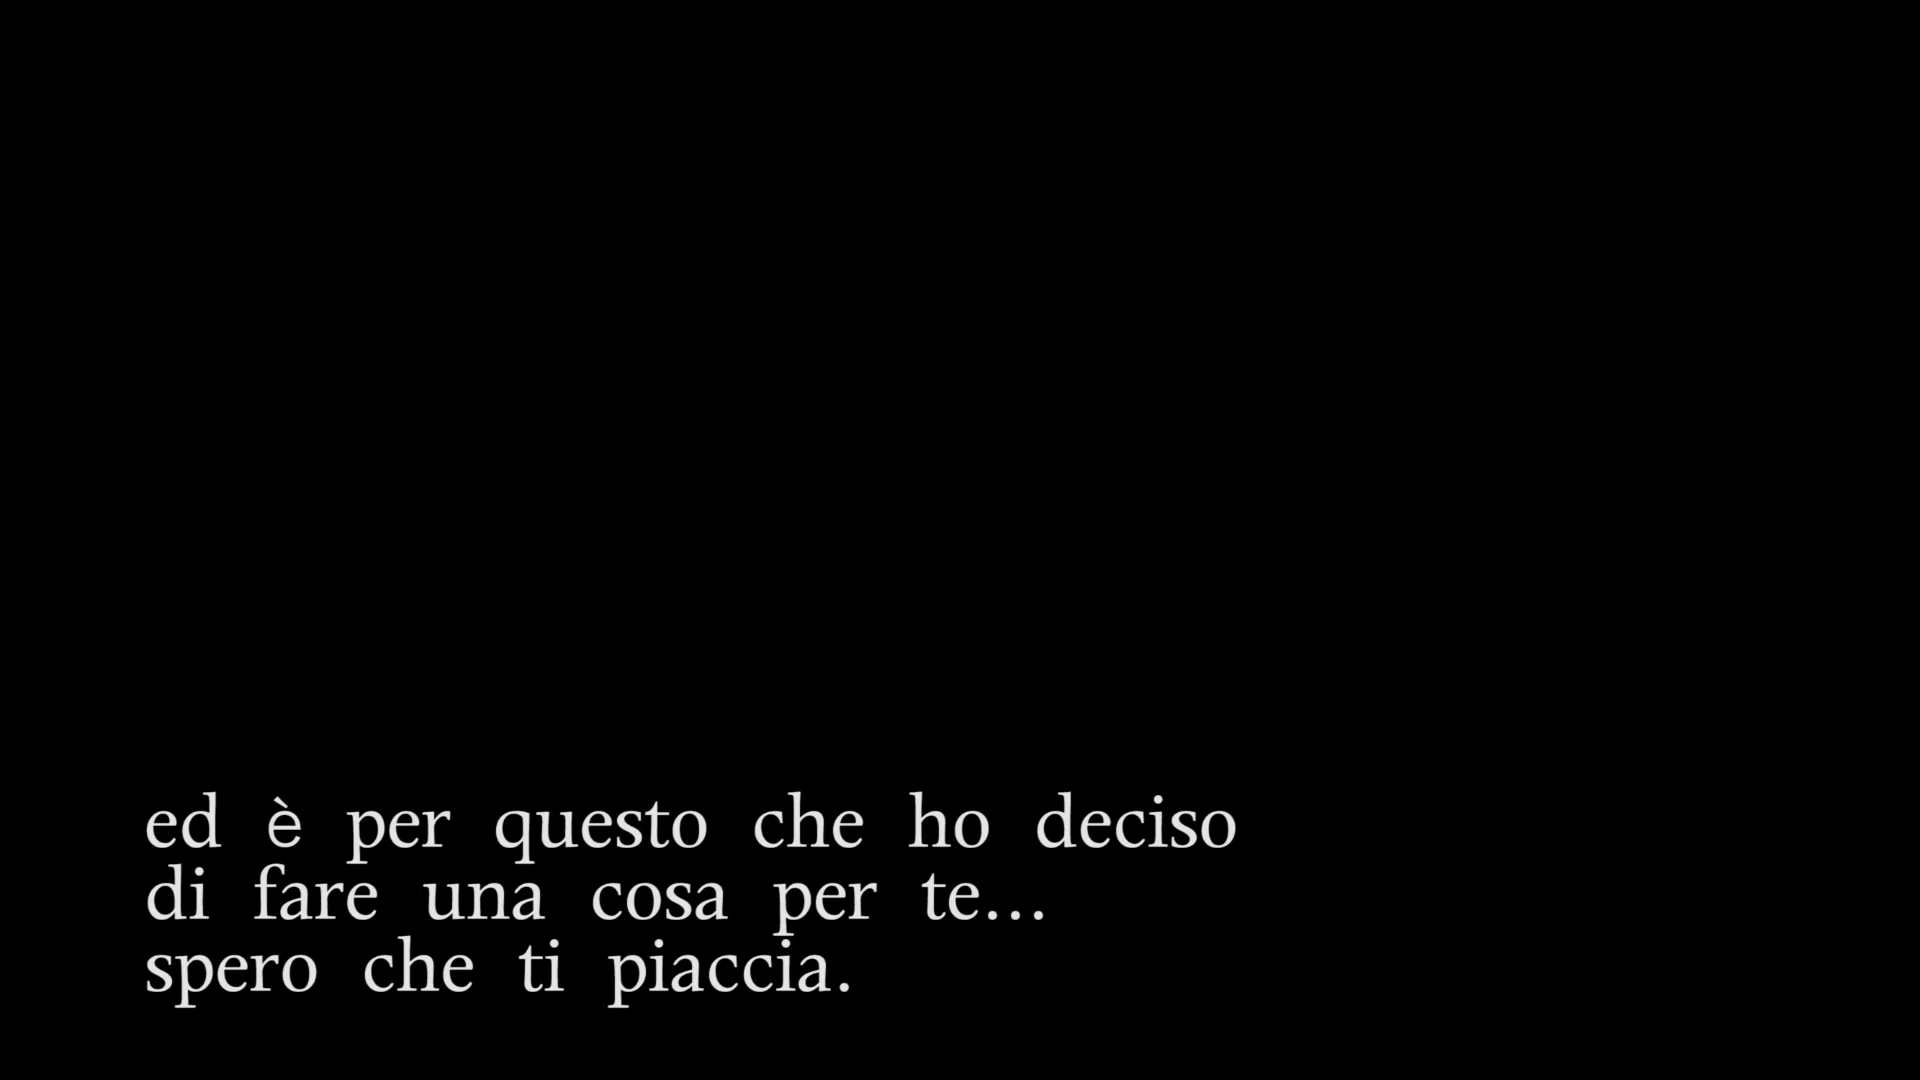 ed è per questo che ho deciso
di fare una cosa per te...
spero che ti piaccia.